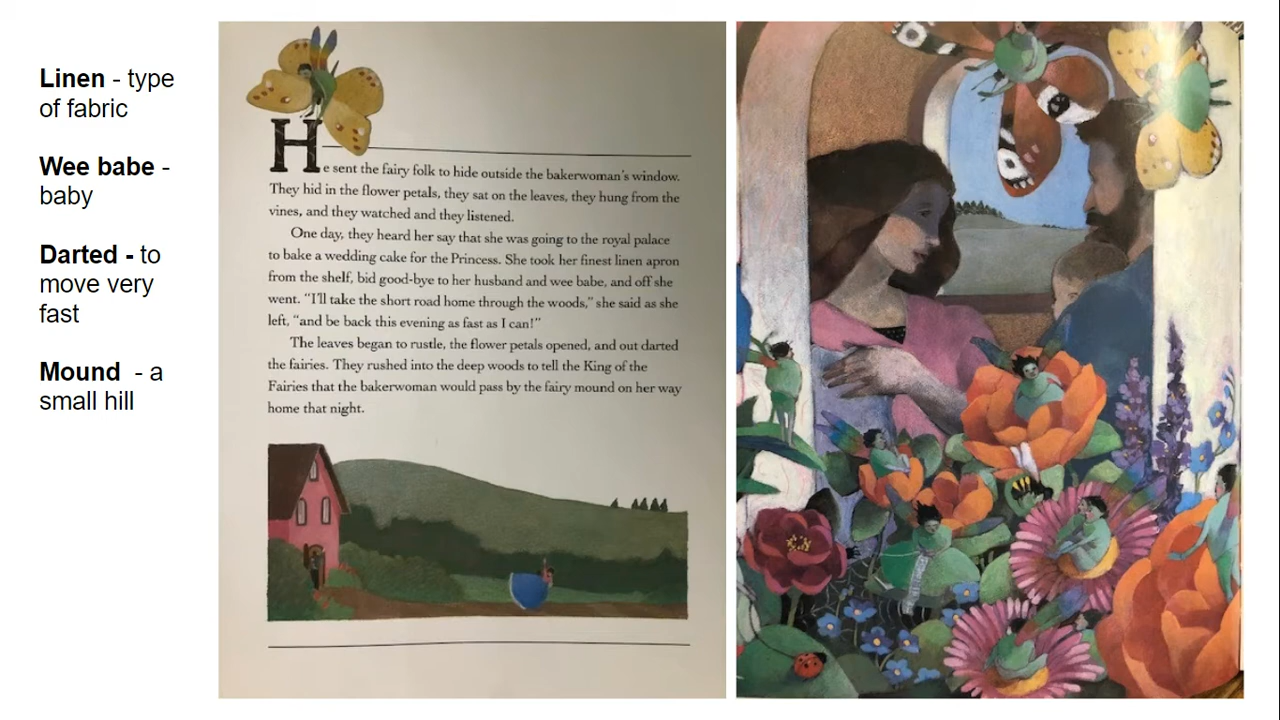 Linen - type
of fabric
Wee babe -
baby
Darted - to
move very
fast
Mound - a
small hill
He sent the fairy folk to hide outside the bakerwoman's window.
They hid in the flower petals, they sat on the leaves, they hung from the
vines, and they watched and they listened.
One day, they heard her say that she was going to the royal palace
to bake a wedding cake for the Princess. She took her finest linen apron
from the shelf, bid good-bye to her husband and wee babe, and off she
went. "I'll take the short road home through the woods," she said as she
left, "and be back this evening as fast as I can!"
The leaves began to rustle, the flower petals opened, and out darted
the fairies. They rushed into the deep woods to tell the King of the
Fairies that the bakerwoman would pass by the fairy mound on her way
home that night.